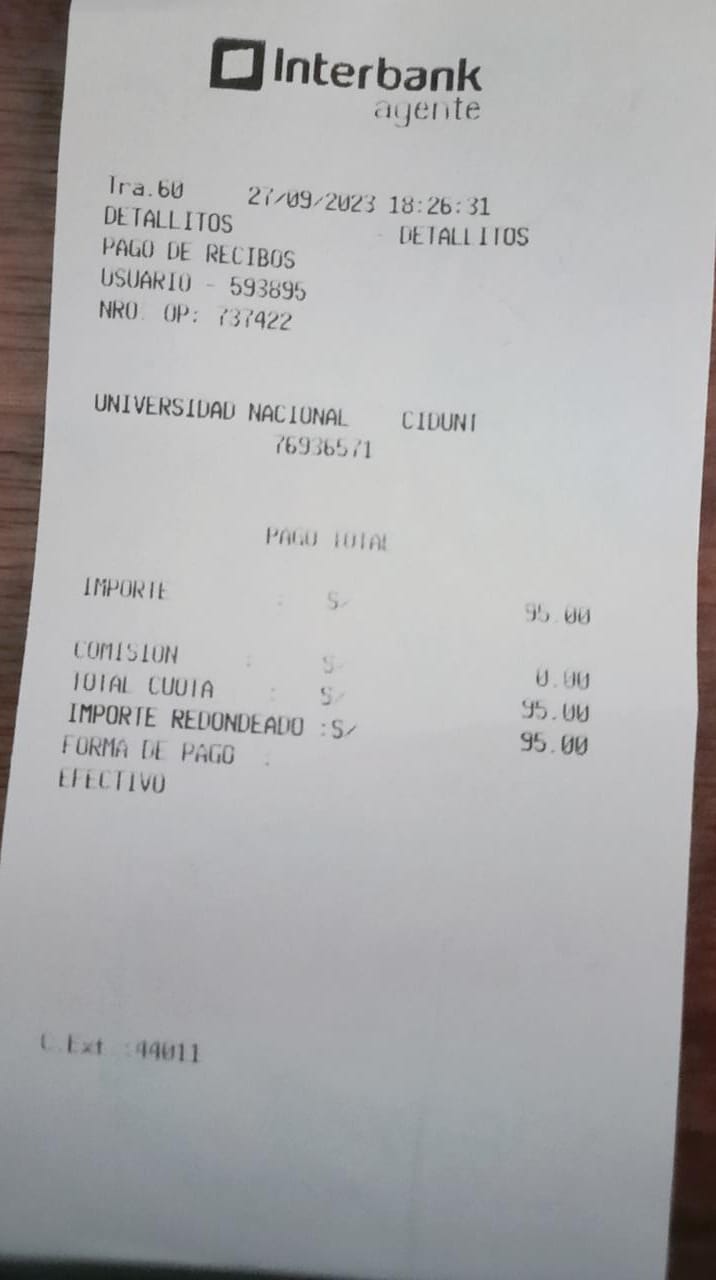 Interbank
agente
Tra.60 27/09/2023 18:26:31
DETALLITOS DETALLITOS
PAGO DE RECIBOS
USUARIO - 593895
NRO. OP: 737422
UNIVERSIDAD NACIONAL CIDUNI
76936571
PAGO TOTAL
IMPORTE : S/ 95.00
COMISION : S/ 0.00
TOTAL CUOTA : S/ 95.00
IMPORTE REDONDEADO :S/ 95.00
FORMA DE PAGO :
EFECTIVO
C.Ext :44011